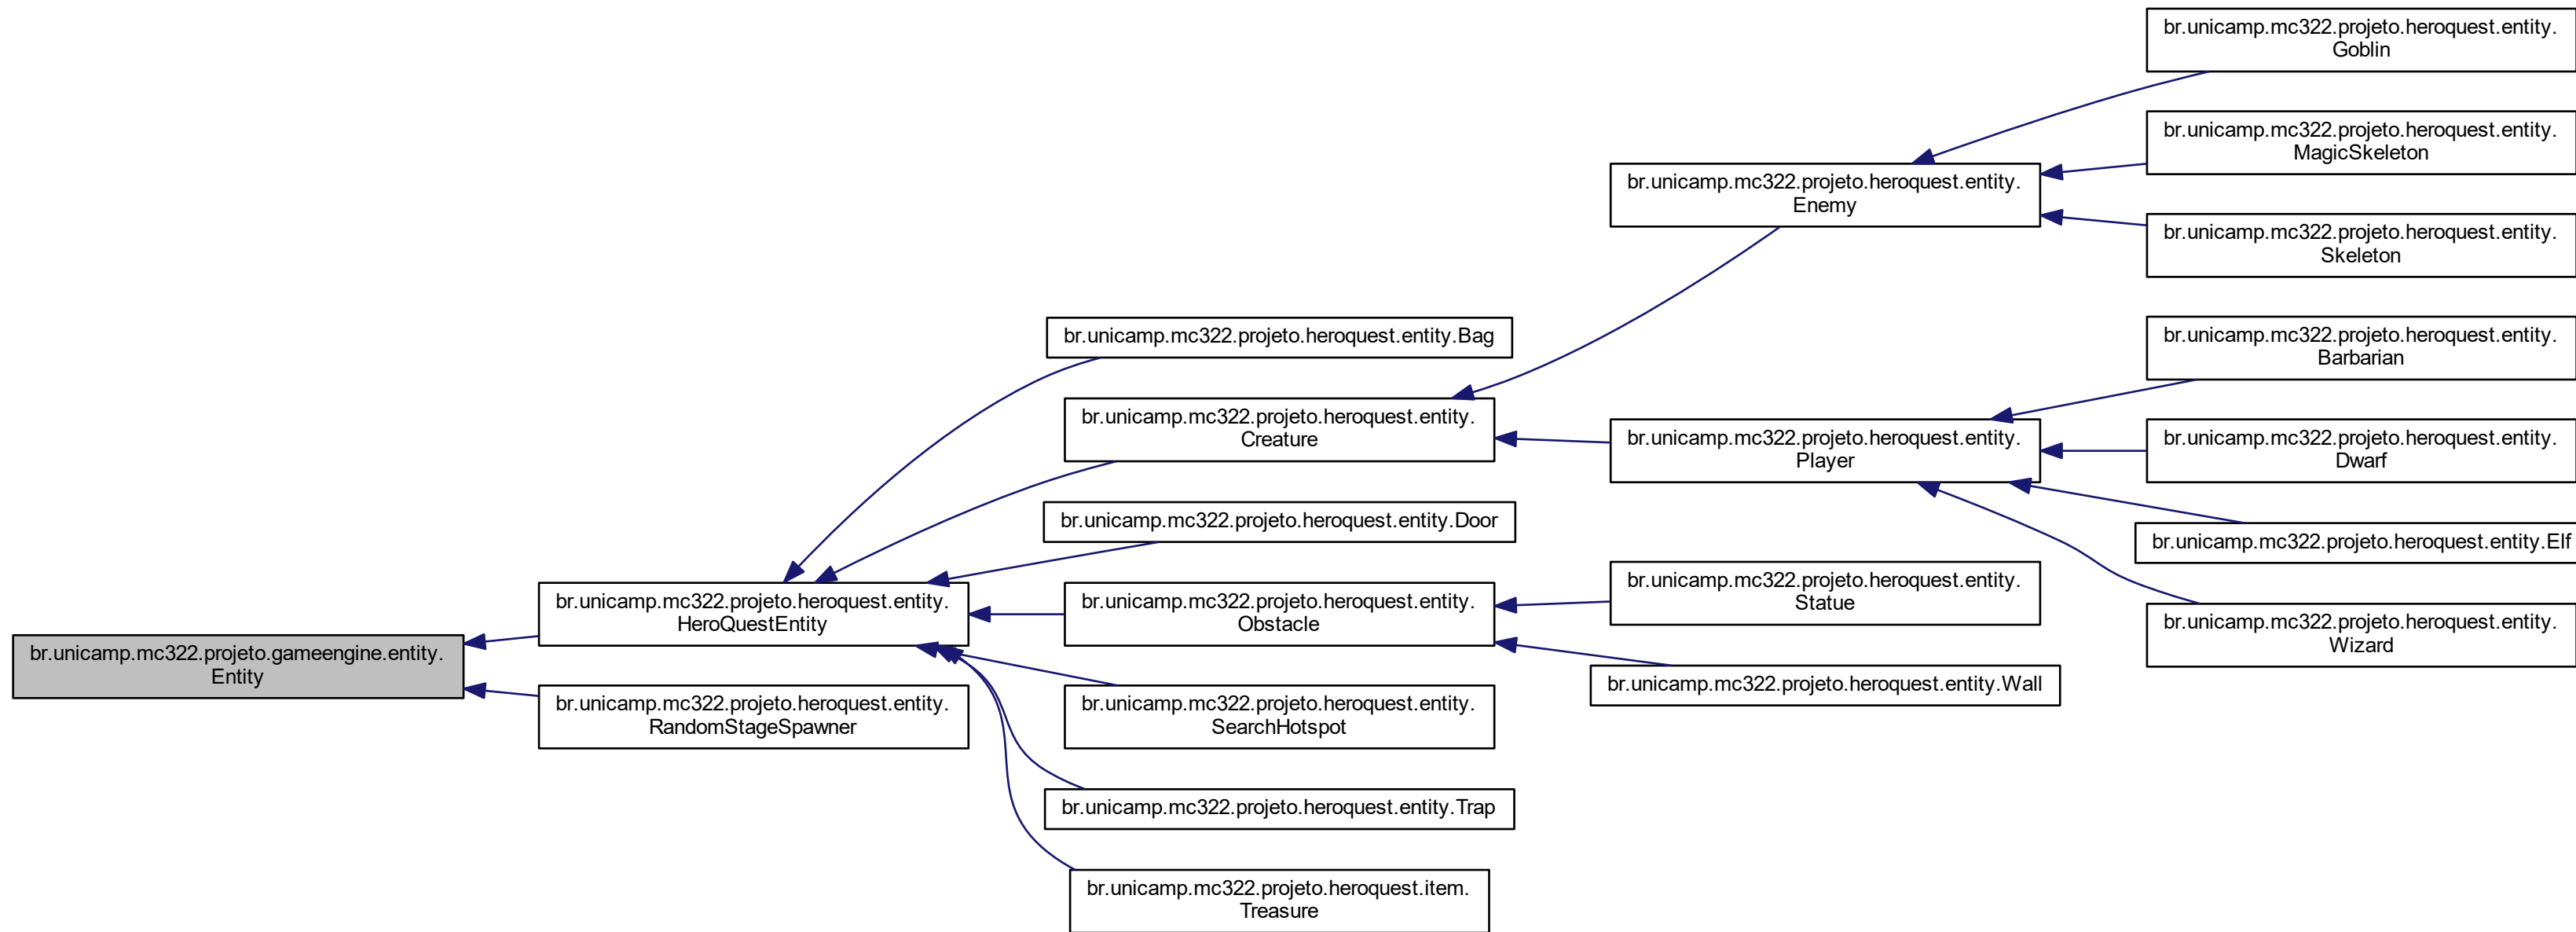 br.unicamp.mc322.projeto.gameengine.entity.
Entity
br.unicamp.mc322.projeto.heroquest.entity.
HeroQuestEntity
br.unicamp.mc322.projeto.heroquest.entity.
RandomStageSpawner
br.unicamp.mc322.projeto.heroquest.entity.Bag
br.unicamp.mc322.projeto.heroquest.entity.
Creature
br.unicamp.mc322.projeto.heroquest.entity.Door
br.unicamp.mc322.projeto.heroquest.entity.
Obstacle
br.unicamp.mc322.projeto.heroquest.entity.
SearchHotspot
br.unicamp.mc322.projeto.heroquest.entity.Trap
br.unicamp.mc322.projeto.heroquest.item.
Treasure
br.unicamp.mc322.projeto.heroquest.entity.
Enemy
br.unicamp.mc322.projeto.heroquest.entity.
Player
br.unicamp.mc322.projeto.heroquest.entity.
Statue
br.unicamp.mc322.projeto.heroquest.entity.Wall
br.unicamp.mc322.projeto.heroquest.entity.
Goblin
br.unicamp.mc322.projeto.heroquest.entity.
MagicSkeleton
br.unicamp.mc322.projeto.heroquest.entity.
Skeleton
br.unicamp.mc322.projeto.heroquest.entity.
Barbarian
br.unicamp.mc322.projeto.heroquest.entity.
Dwarf
br.unicamp.mc322.projeto.heroquest.entity.Elf
br.unicamp.mc322.projeto.heroquest.entity.
Wizard